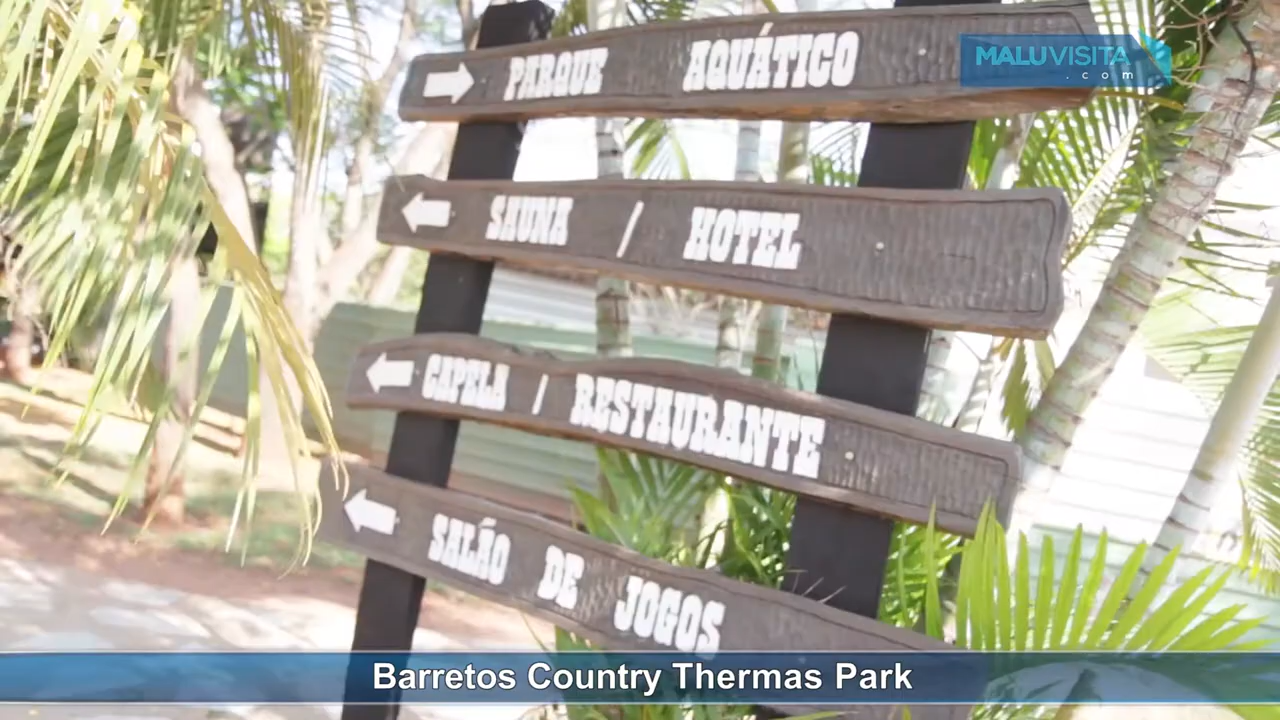 PARQUE AQUÁTICO
MALUVISITA
.com
SAUNA / HOTEL
CAPELA / RESTAURANTE
SALÃO DE JOGOS
Barretos Country Thermas Park